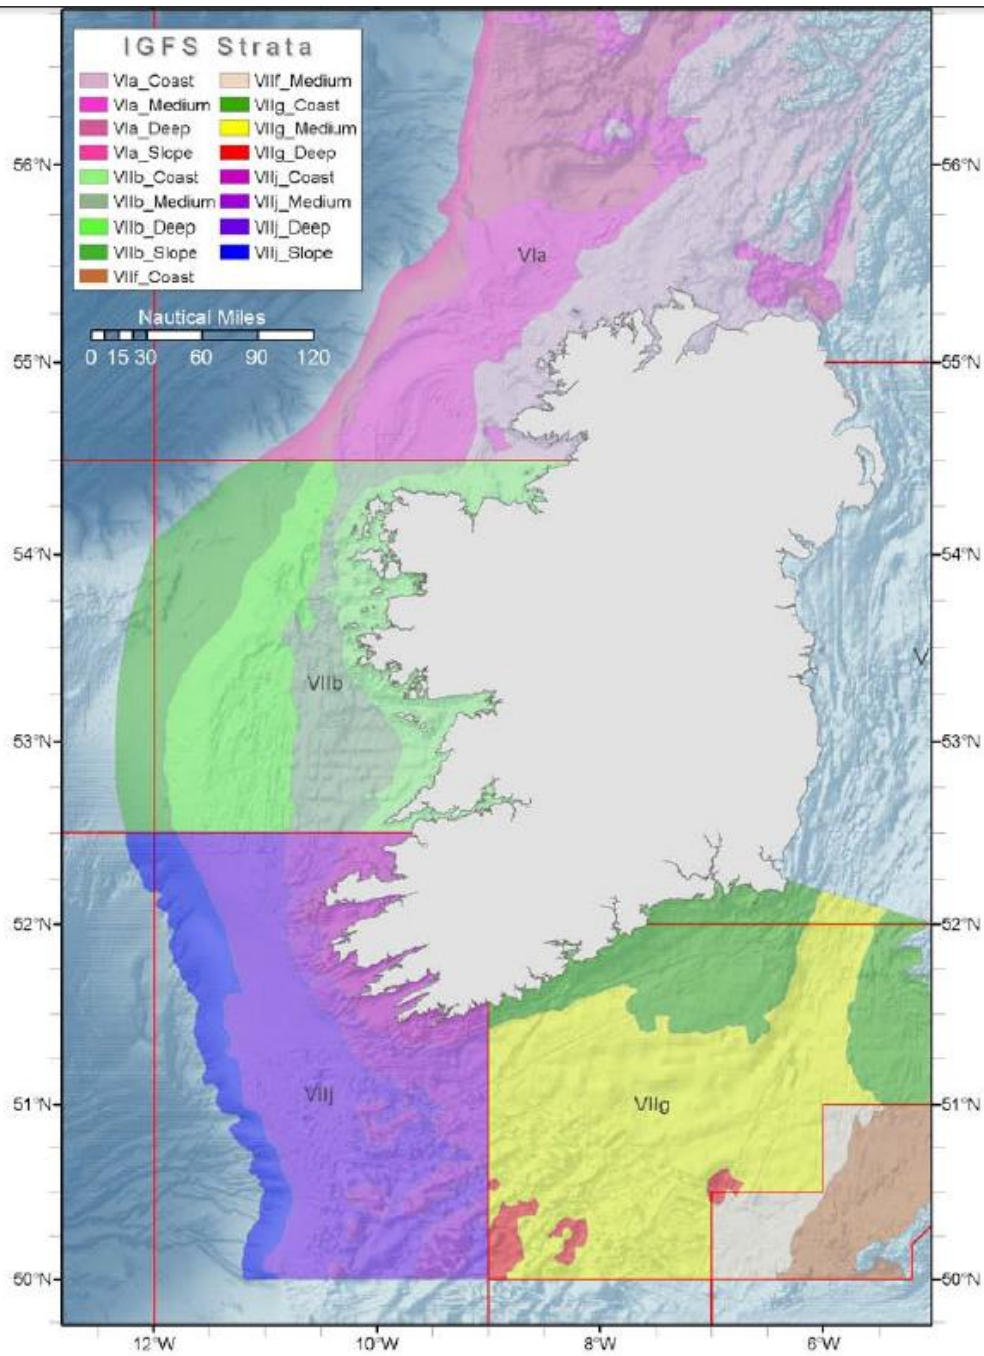 IGFS Strata
VIa_Coast VIIf_Medium
VIa_Medium VIIg_Coast
VIa_Deep VIIg_Medium
VIa_Slope VIIg_Deep
VIIb_Coast VIIj_Coast
VIIb_Medium VIIj_Medium
VIIb_Deep VIIj_Deep
VIIb_Slope VIIj_Slope
VIIf_Coast
56°N 56°N
VIa
Nautical Miles
0 15 30 60 90 120
55°N 55°N
54°N 54°N
V
VIIb
53°N 53°N
52°N 52°N
VIIj
VIIg
51°N 51°N
50°N 50°N
12°W 10°W 8°W 6°W